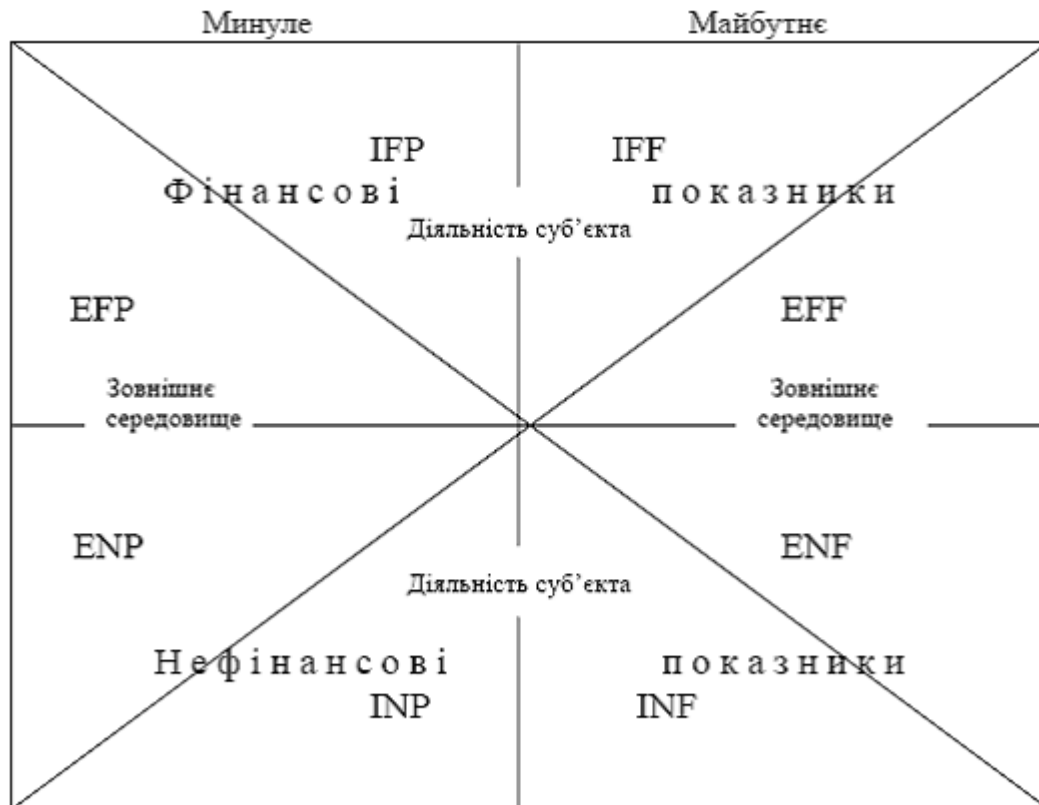 Минуле Майбутнє
IFP IFF
Фінансові показники
Діяльність суб’єкта
EFP EFF
Зовнішнє середовище Зовнішнє середовище
ENP ENF
Діяльність суб’єкта
Нефінансові показники
INP INF